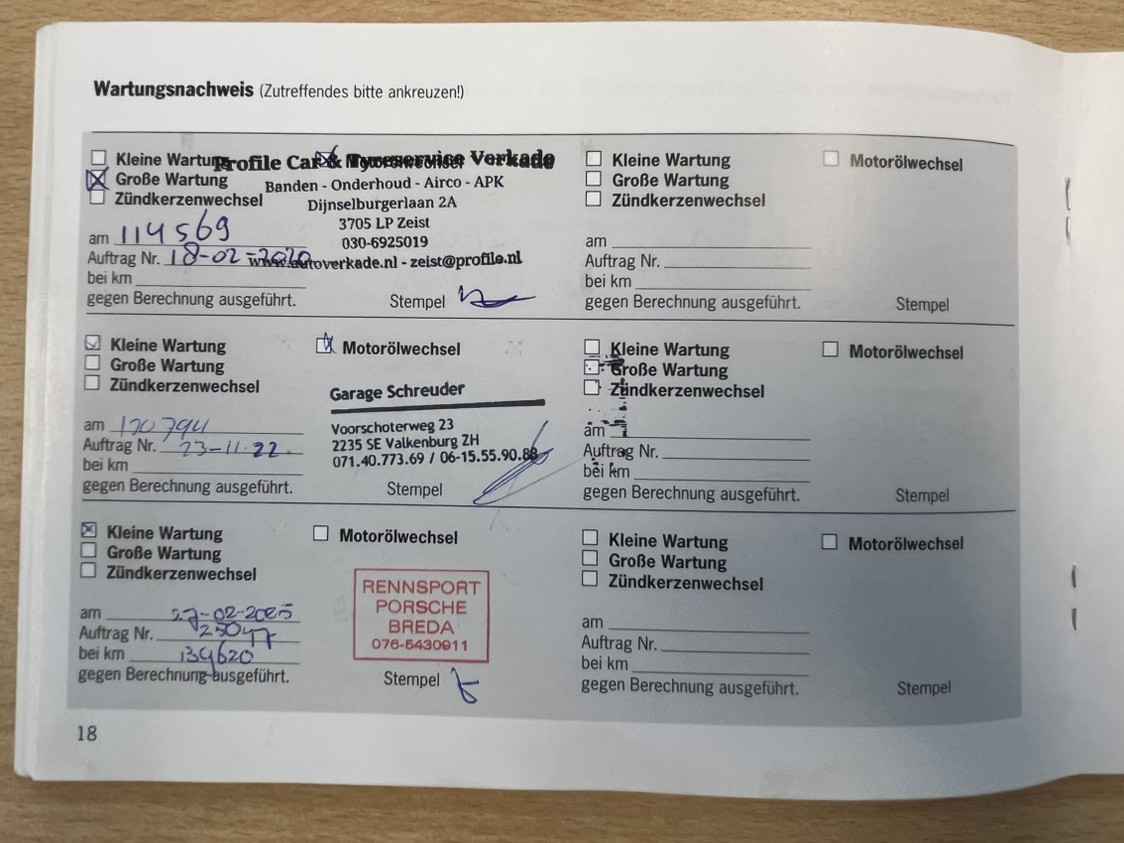 Wartungsnachweis (Zutreffendes bitte ankreuzen!)
Kleine Wartung
Große Wartung
Zündkerzenwechsel
Motorölwechsel
Profile Car & Tyreservice Verkade
Banden - Onderhoud - Airco - APK
Dijnselburgerlaan 2A
3705 LP Zeist
030-6925019
www.autoverkade.nl - zeist@profile.nl
am 114569
Auftrag Nr. 18-02-2020
bei km
gegen Berechnung ausgeführt.
Stempel
Kleine Wartung
Große Wartung
Zündkerzenwechsel
Motorölwechsel
Garage Schreuder
Voorschoterweg 23
2235 SE Valkenburg ZH
071.40.773.69 / 06-15.55.90.88
am 120794
Auftrag Nr. 23-11-22.
bei km
gegen Berechnung ausgeführt.
Stempel
Kleine Wartung
Große Wartung
Zündkerzenwechsel
Motorölwechsel
RENNSPORT
PORSCHE
BREDA
076-5430911
am 27-02-2025
Auftrag Nr.
bei km 134620
gegen Berechnung ausgeführt.
Stempel
Kleine Wartung
Große Wartung
Zündkerzenwechsel
Motorölwechsel
am
Auftrag Nr.
bei km
gegen Berechnung ausgeführt.
Stempel
Kleine Wartung
Große Wartung
Zündkerzenwechsel
Motorölwechsel
am
Auftrag Nr.
bei km
gegen Berechnung ausgeführt.
Stempel
Kleine Wartung
Große Wartung
Zündkerzenwechsel
Motorölwechsel
am
Auftrag Nr.
bei km
gegen Berechnung ausgeführt.
Stempel
18